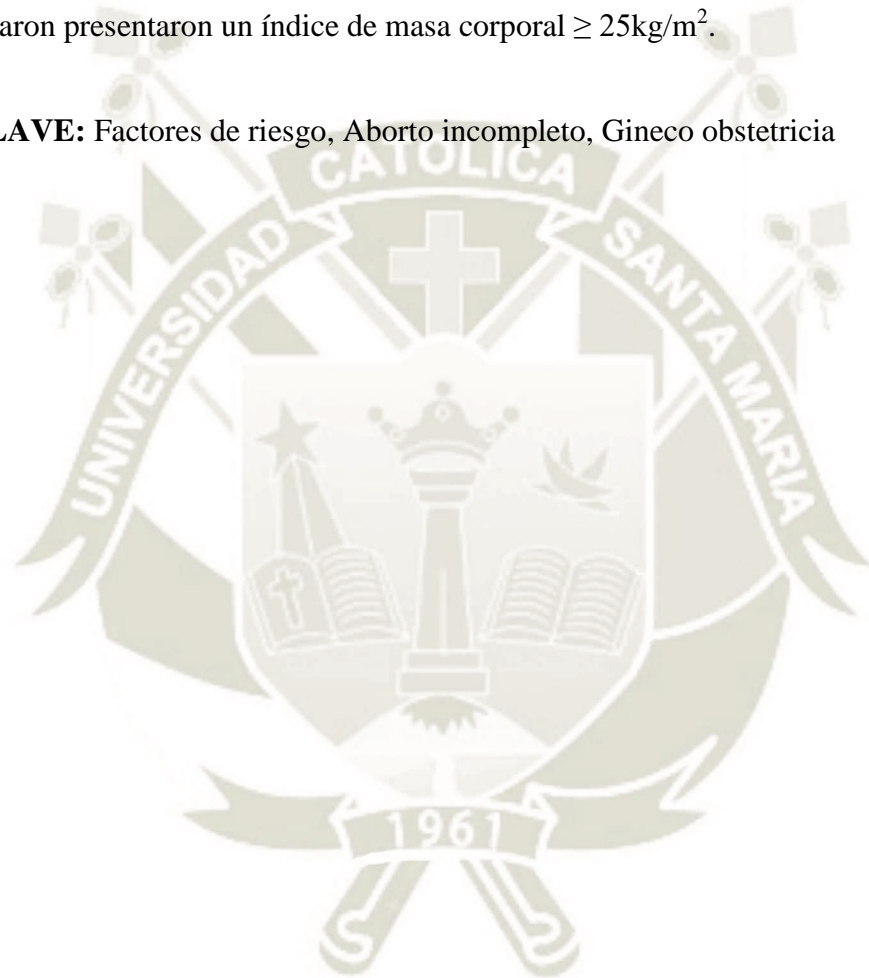 aron presentaron un índice de masa corporal ≥ 25kg/m².
LAVE: Factores de riesgo, Aborto incompleto, Gineco obstetricia
UNIVERSIDAD CATOLICA SANTA MARIA
1961